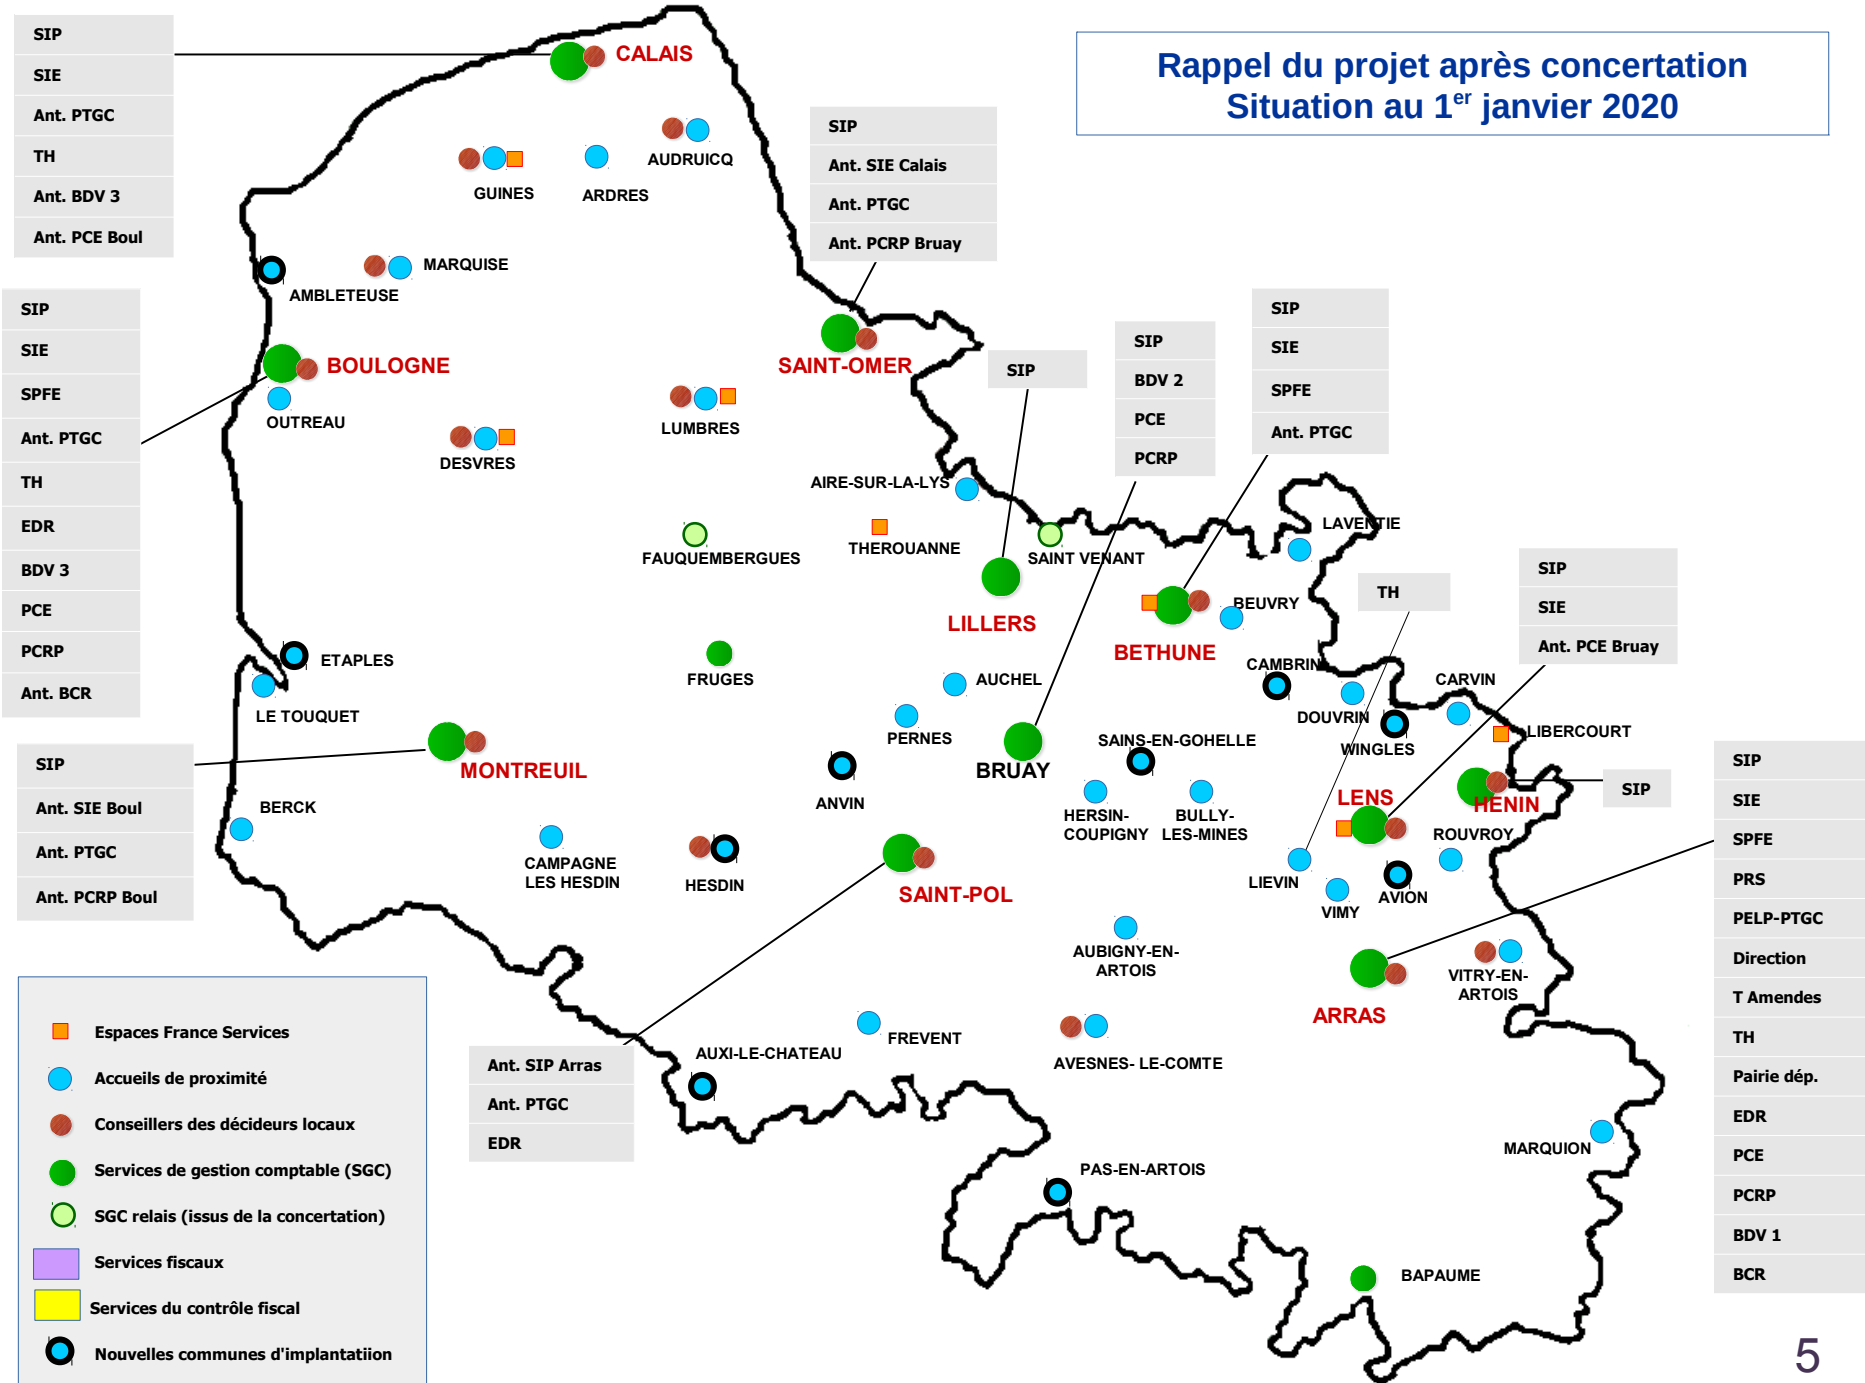 Rappel du projet après concertation
Situation au 1er janvier 2020
SIP
SIE
Ant. PTGC
TH
Ant. BDV 3
Ant. PCE Boul
CALAIS
SIP
Ant. SIE Calais
Ant. PTGC
Ant. PCRP Bruay
AUDRUICQ
GUINES
ARDRES
MARQUISE
AMBLETEUSE
SIP
SIE
SPFE
Ant. PTGC
TH
EDR
BDV 3
PCE
PCRP
Ant. BCR
BOULOGNE
OUTREAU
DESVRES
LUMBRES
SAINT-OMER
SIP
SIP
BDV 2
PCE
PCRP
SIP
SIE
SPFE
Ant. PTGC
AIRE-SUR-LA-LYS
FAUQUEMBERGUES
THEROUANNE
SAINT VENANT
LAVENTIE
LILLERS
BEUVRY
BETHUNE
TH
SIP
SIE
Ant. PCE Bruay
ETAPLES
LE TOUQUET
FRUGES
AUCHEL
PERNES
CAMBRIN
DOUVRIN
WINGLES
CARVIN
LIBERCOURT
SIP
Ant. SIE Boul
Ant. PTGC
Ant. PCRP Boul
MONTREUIL
BERCK
CAMPAGNE
LES HESDIN
HESDIN
ANVIN
BRUAY
SAINS-EN-GOHELLE
HERSIN-
COUPIGNY
BULLY-
LES-MINES
LENS
HENIN
SIP
ROUVROY
LIEVIN
VIMY
AVION
SAINT-POL
AUBIGNY-EN-
ARTOIS
VITRY-EN-
ARTOIS
ARRAS
SIP
SIE
SPFE
PRS
PELP-PTGC
Direction
T Amendes
TH
Pairie dép.
EDR
PCE
PCRP
BDV 1
BCR
FREVENT
AUXI-LE-CHATEAU
AVESNES- LE-COMTE
Ant. SIP Arras
Ant. PTGC
EDR
MARQUION
PAS-EN-ARTOIS
BAPAUME
Espaces France Services
Accueils de proximité
Conseillers des décideurs locaux
Services de gestion comptable (SGC)
SGC relais (issus de la concertation)
Services fiscaux
Services du contrôle fiscal
Nouvelles communes d'implantatiion
5